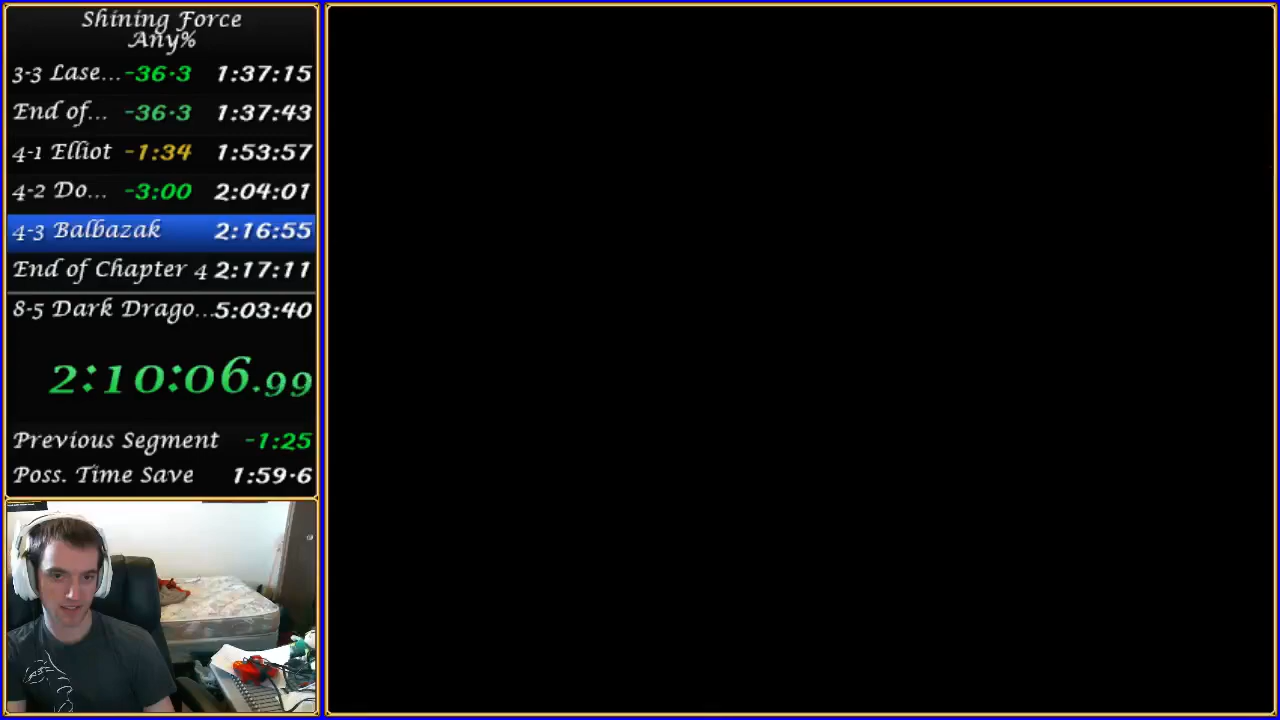 Shining Force
Any%
3-3 Lase... -36.3 1:37:15
End of... -36.3 1:37:43
4-1 Elliot -1:34 1:53:57
4-2 Do... -3:00 2:04:01
4-3 Balbazak 2:16:55
End of Chapter 4 2:17:11
8-5 Dark Drago... 5:03:40
2:10:06.99
Previous Segment -1:25
Poss. Time Save 1:59.6